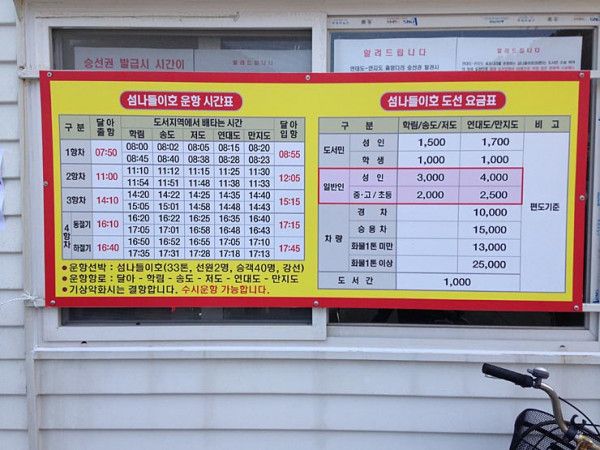 승선권 발급시 시간이
알려드립니다
연대도-만지도 출렁다리 승선권 발권시
섬나들이호 운항 시간표
구 분 달아출항 도서지역에서 배타는 시간 달아입항
학림 송도 저도 연대도 만지도
1항차 07:50 08:00 08:02 08:05 08:15 08:20 08:55
08:45 08:40 08:38 08:28 08:23
2항차 11:00 11:10 11:12 11:15 11:25 11:30 12:05
11:54 11:51 11:48 11:38 11:33
3항차 14:10 14:20 14:22 14:25 14:35 14:40 15:15
15:05 15:01 14:58 14:48 14:43
4항차 동절기 16:10 16:20 16:22 16:25 16:35 16:40 17:15
17:05 17:01 16:58 16:48 16:43
하절기 16:40 16:50 16:52 16:55 17:05 17:10 17:45
17:35 17:31 17:28 17:18 17:13
•운항선박 : 섬나들이호(33톤, 선원2명, 승객40명, 강선)
•운항항로 : 달아 - 학림 - 송도 - 저도 - 연대도 - 만지도
•기상악화시는 결항합니다. 수시운항 가능합니다.
섬나들이호 도선 요금표
구 분 학림/송도/저도 연대도/만지도 비 고
도서민 성 인 1,500 1,700 편도기준
학 생 1,000 1,000
일반인 성 인 3,000 4,000
중·고/초등 2,000 2,500
차 량 경 차 10,000
승 용 차 15,000
화물1톤 미만 13,000
화물1톤 이상 25,000
도 서 간 1,000